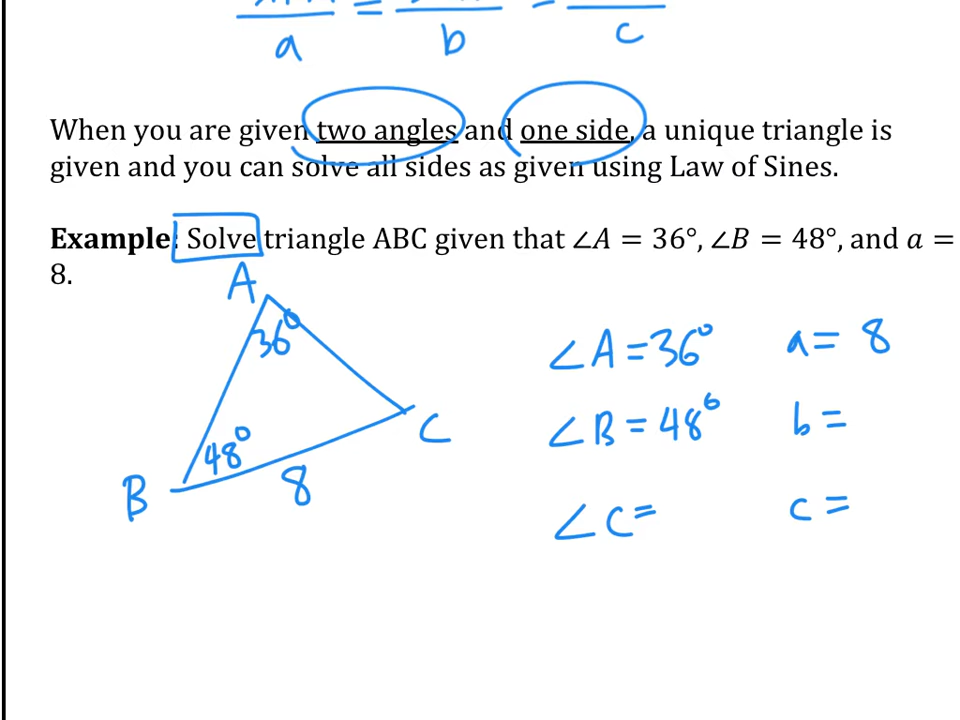 a = b = c
When you are given two angles and one side, a unique triangle is
given and you can solve all sides as given using Law of Sines.
Example: Solve triangle ABC given that ∠A = 36°, ∠B = 48°, and a =
8.
A
36°
∠A = 36° a = 8
∠B = 48° b =
C
48°
8
B
∠C = c =